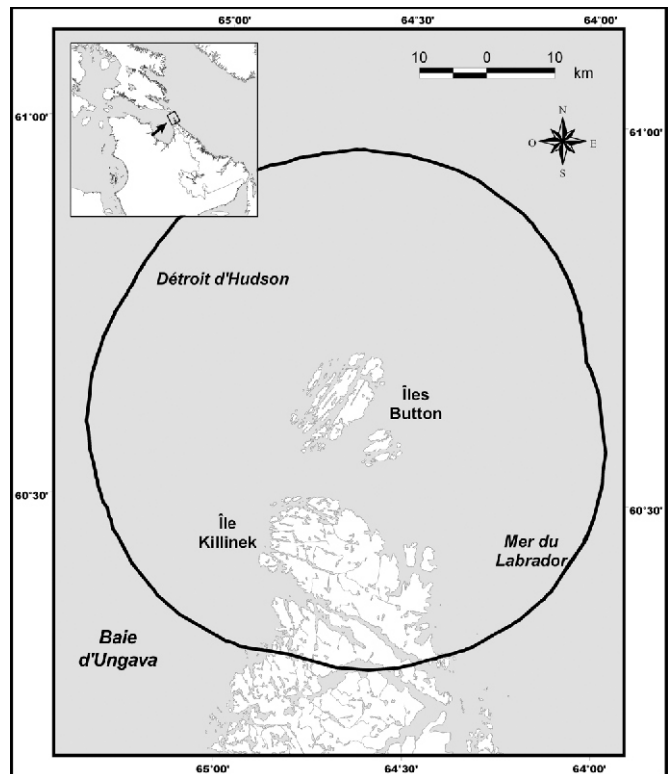 65°00' 64°30' 64°00'
10 0 10
km
61°00' 61°00'
N
O E
S
Détroit d'Hudson
Îles
Button
60°30' 60°30'
Île
Killinek
Mer du
Labrador
Baie
d'Ungava
65°00' 64°30' 64°00'